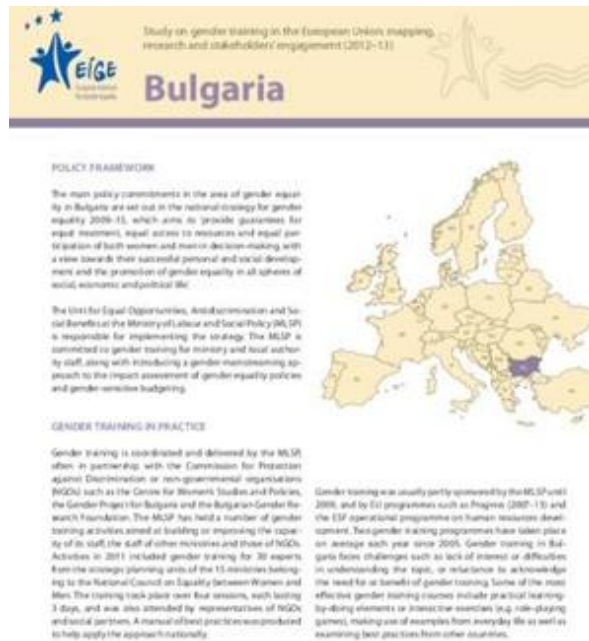 EIGE
Study on gender training in the European Union: mapping,
research and stakeholders' engagement (2012–13)
Bulgaria
POLICY FRAMEWORK
The main policy commitments in the area of gender equal-
ity in Bulgaria are set out in the national strategy for gender
equality 2009–15, which aims to 'provide guarantees for
equal treatment, equal access to resources and equal par-
ticipation of both women and men in decision-making, with
a view towards their successful personal and social develop-
ment and the promotion of gender equality in all spheres of
social, economic and political life'.
The Unit for Equal Opportunities, Antidiscrimination and So-
cial Benefits at the Ministry of Labour and Social Policy (MLSP)
is responsible for implementing the strategy. The MLSP is
committed to gender training for ministry and local author-
ity staff, along with introducing a gender-mainstreaming ap-
proach to the impact assessment of gender equality policies
and gender-sensitive budgeting.
GENDER TRAINING IN PRACTICE
Gender training is coordinated and delivered by the MLSP,
often in partnership with the Commission for Protection
against Discrimination or non-governmental organisations
(NGOs) such as the Centre for Women's Studies and Policies,
the Gender Project for Bulgaria and the Bulgarian Gender Re-
search Foundation. The MLSP has held a number of gender
training activities aimed at building or improving the capac-
ity of its staff, the staff of other ministries and those of NGOs.
Activities in 2011 included gender training for 30 experts
from the strategic planning units of the 15 ministries belong-
ing to the National Council on Equality between Women and
Men. The training took place over four sessions, each lasting
3 days, and was also attended by representatives of NGOs
and social partners. A manual of best practices was produced
to help apply the approach nationally.
Gender training was usually partly sponsored by the MLSP until
2009, and by EU programmes such as Progress (2007–13) and
the ESF operational programme on human resources devel-
opment. Two gender training programmes have taken place
on average each year since 2005. Gender training in Bul-
garia faces challenges such as lack of interest or difficulties
in understanding the topic, or reluctance to acknowledge
the need for or benefit of gender training. Some of the most
effective gender training courses include practical learning-
by-doing elements or interactive exercises (e.g. role-playing
games), making use of examples from everyday life as well as
examining best practices from other countries.